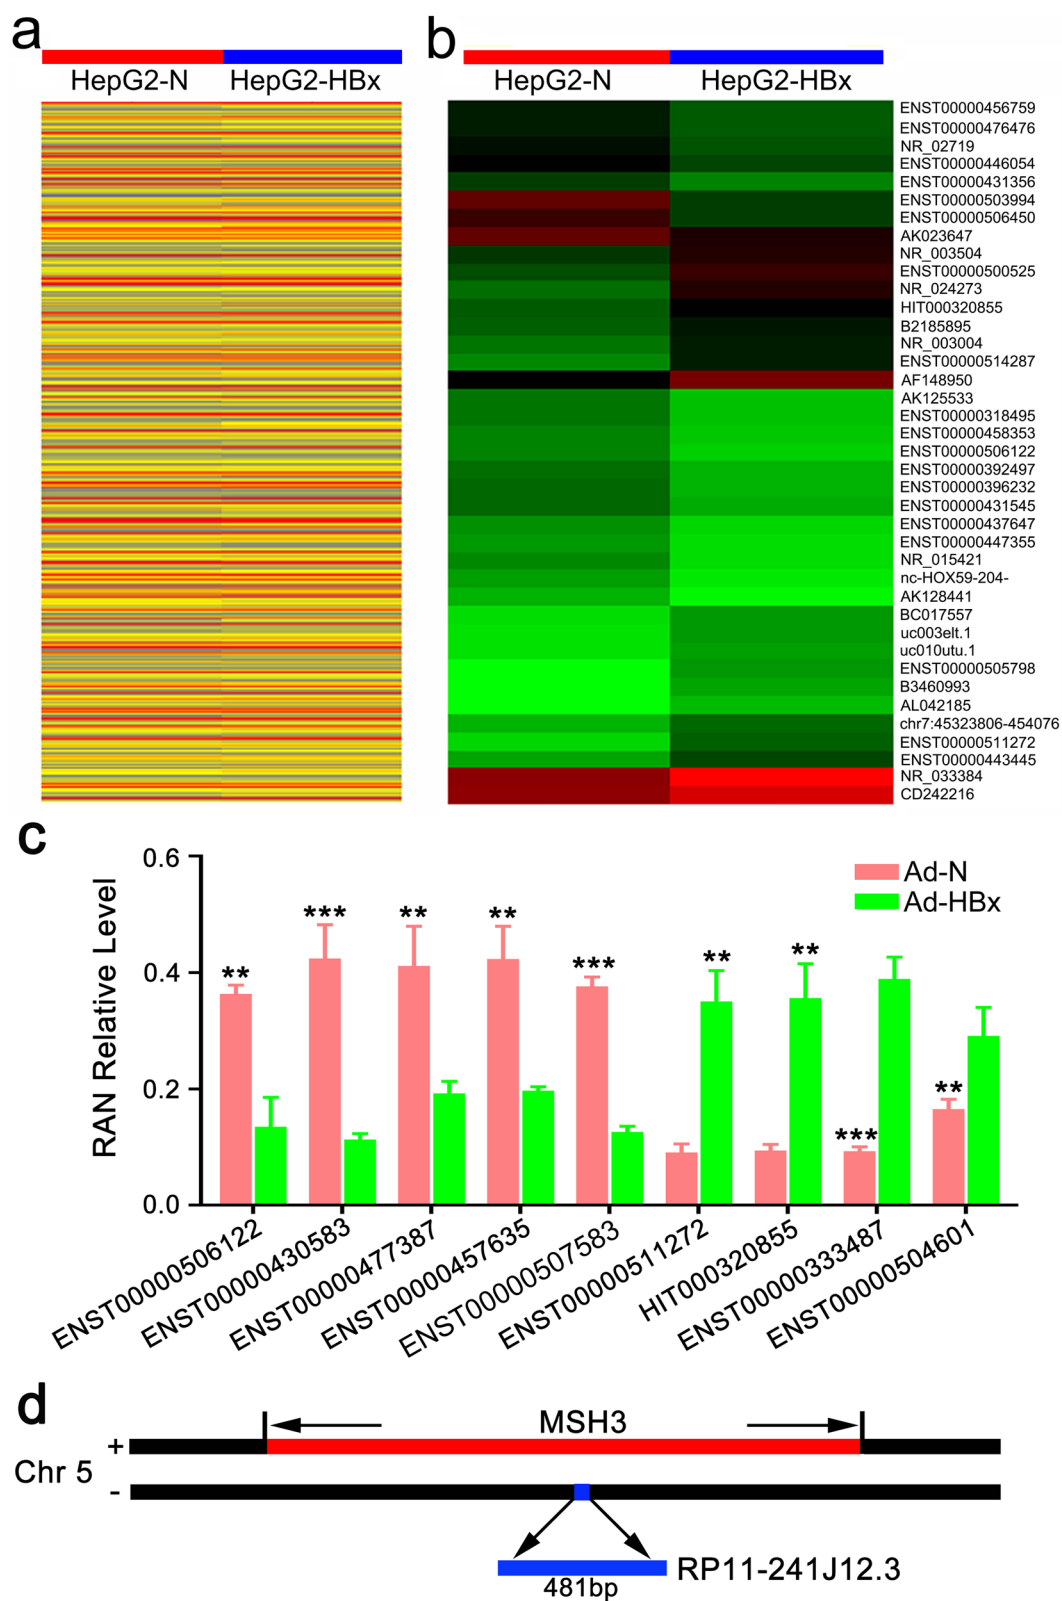 a
HepG2-N HepG2-HBx
b
HepG2-N HepG2-HBx
ENST00000456759
ENST00000476476
NR_02719
ENST00000446054
ENST00000431356
ENST00000503994
ENST00000506450
AK023647
NR_003504
ENST00000500525
NR_024273
HIT000320855
B2185895
NR_003004
ENST00000514287
AF148950
AK125533
ENST00000318495
ENST00000458353
ENST00000506122
ENST00000392497
ENST00000396232
ENST00000431545
ENST00000437647
ENST00000447355
NR_015421
nc-HOX59-204-
AK128441
BC017557
uc003elt.1
uc010utu.1
ENST00000505798
B3460993
AL042185
chr7:45323806-454076
ENST00000511272
ENST00000443445
NR_033384
CD242216
c
RAN Relative Level
0.6
0.4
0.2
0.0
Ad-N
Ad-HBx
** *** ** ** *** ** ** *** **
ENST00000506122
ENST00000430583
ENST00000477387
ENST00000457635
ENST00000507583
ENST00000511272
HIT000320855
ENST00000333487
ENST00000504601
d
MSH3
+
Chr 5
-
481bp
RP11-241J12.3